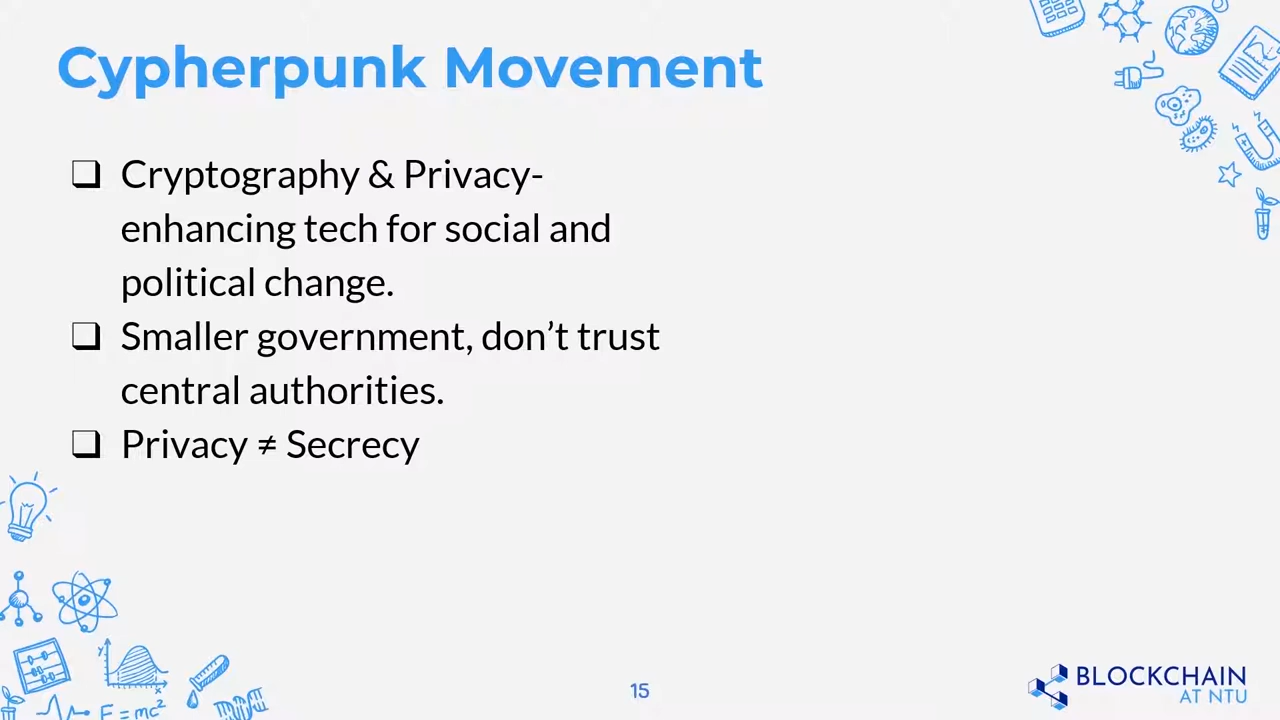 Cypherpunk Movement
❑ Cryptography & Privacy-
enhancing tech for social and
political change.
❑ Smaller government, don’t trust
central authorities.
❑ Privacy ≠ Secrecy
y
x
E=mc²
15
BLOCKCHAIN
AT NTU